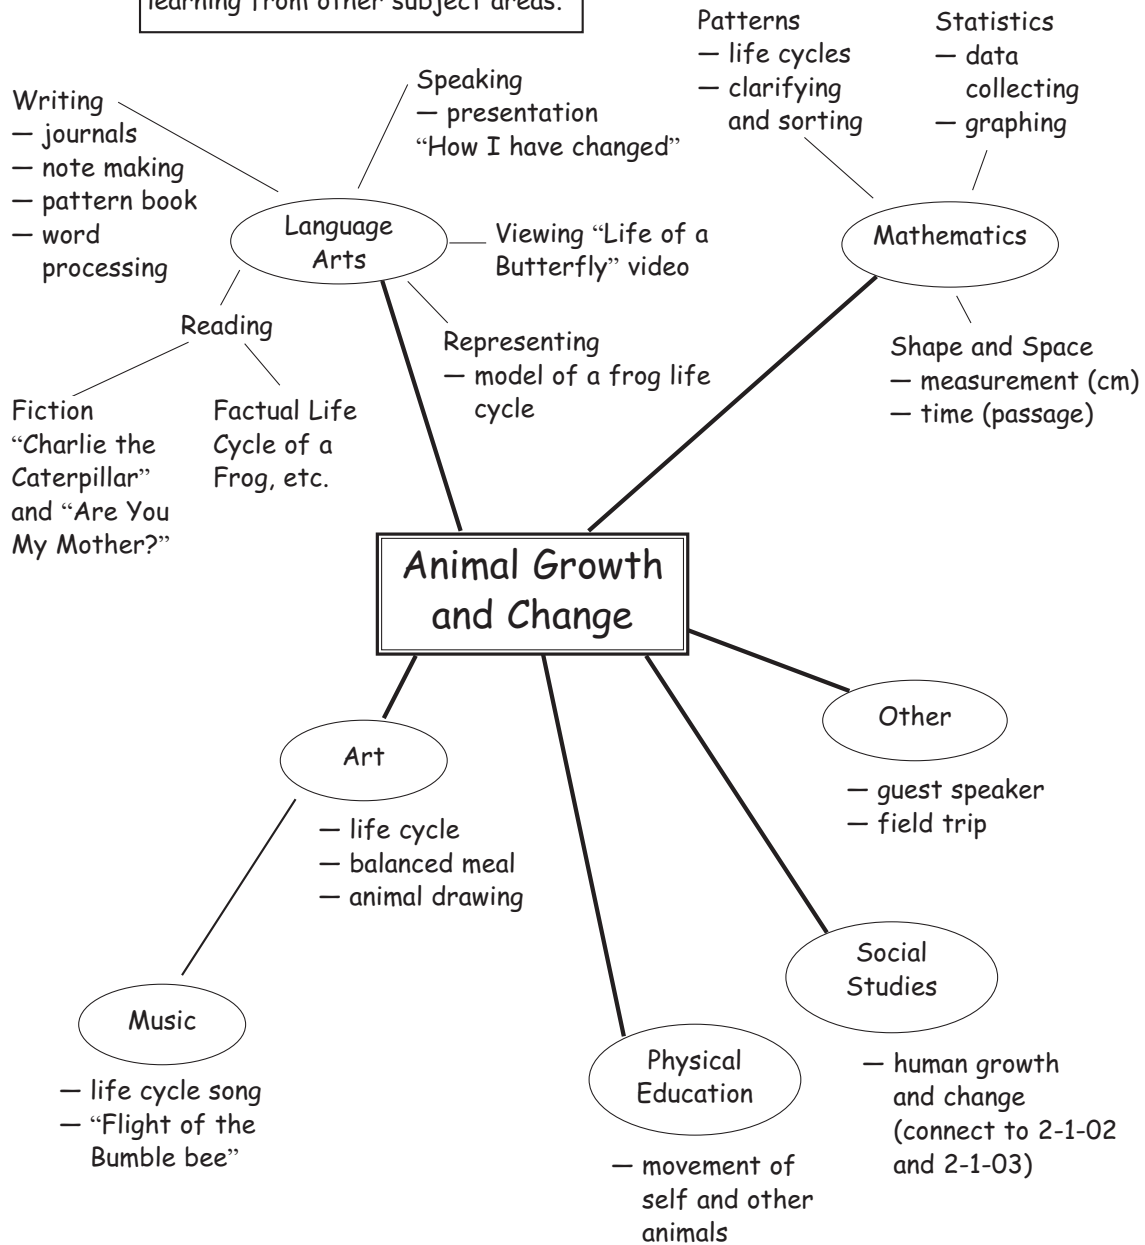 learning from other subject areas.
Patterns
— life cycles
— clarifying
and sorting
Statistics
— data
collecting
— graphing
Writing
— journals
— note making
— pattern book
— word
processing
Speaking
— presentation
“How I have changed”
Language
Arts
Viewing “Life of a
Butterfly” video
Mathematics
Reading
Representing
— model of a frog life
cycle
Shape and Space
— measurement (cm)
— time (passage)
Fiction
“Charlie the
Caterpillar”
and “Are You
My Mother?”
Factual Life
Cycle of a
Frog, etc.
Animal Growth
and Change
Other
— guest speaker
— field trip
Art
— life cycle
— balanced meal
— animal drawing
Social
Studies
— human growth
and change
(connect to 2-1-02
and 2-1-03)
Music
— life cycle song
— “Flight of the
Bumble bee”
Physical
Education
— movement of
self and other
animals